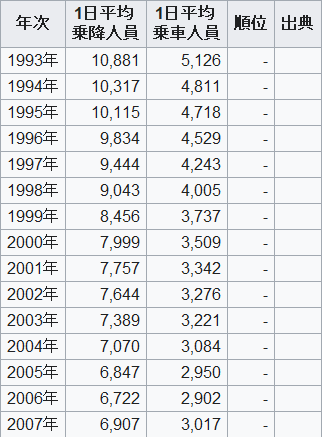 年次 1日平均 乗降人員 1日平均 乗車人員 順位 出典
1993年 10,881 5,126 -
1994年 10,317 4,811 -
1995年 10,115 4,718 -
1996年 9,834 4,529 -
1997年 9,444 4,243 -
1998年 9,043 4,005 -
1999年 8,456 3,737 -
2000年 7,999 3,509 -
2001年 7,757 3,342 -
2002年 7,644 3,276 -
2003年 7,389 3,221 -
2004年 7,070 3,084 -
2005年 6,847 2,950 -
2006年 6,722 2,902 -
2007年 6,907 3,017 -